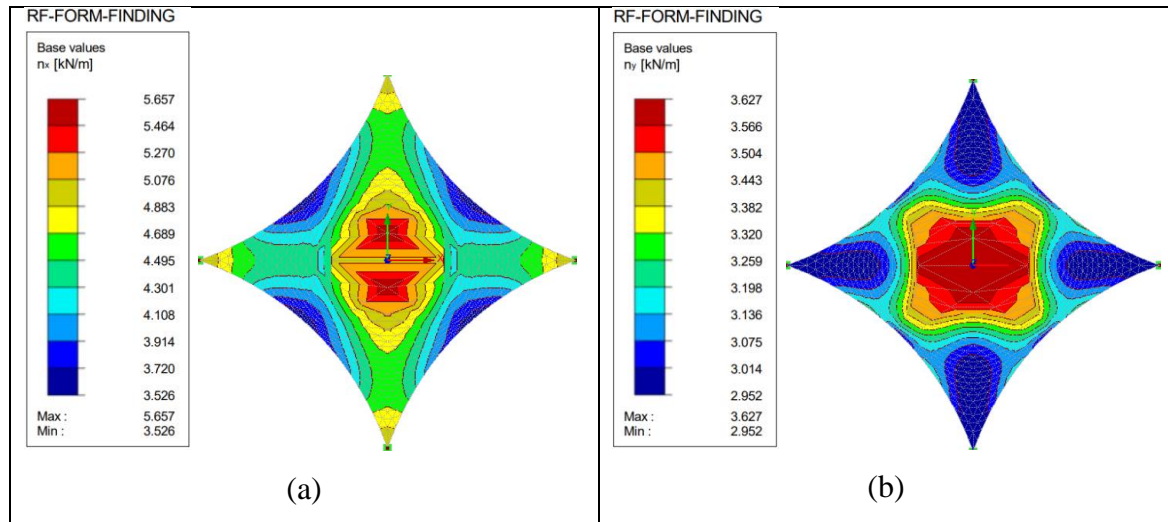 RF-FORM-FINDING
Base values
nx [kN/m]
5.657
5.464
5.270
5.076
4.883
4.689
4.495
4.301
4.108
3.914
3.720
3.526
Max : 5.657
Min : 3.526
(a)
RF-FORM-FINDING
Base values
ny [kN/m]
3.627
3.566
3.504
3.443
3.382
3.320
3.259
3.198
3.136
3.075
3.014
2.952
Max : 3.627
Min : 2.952
(b)